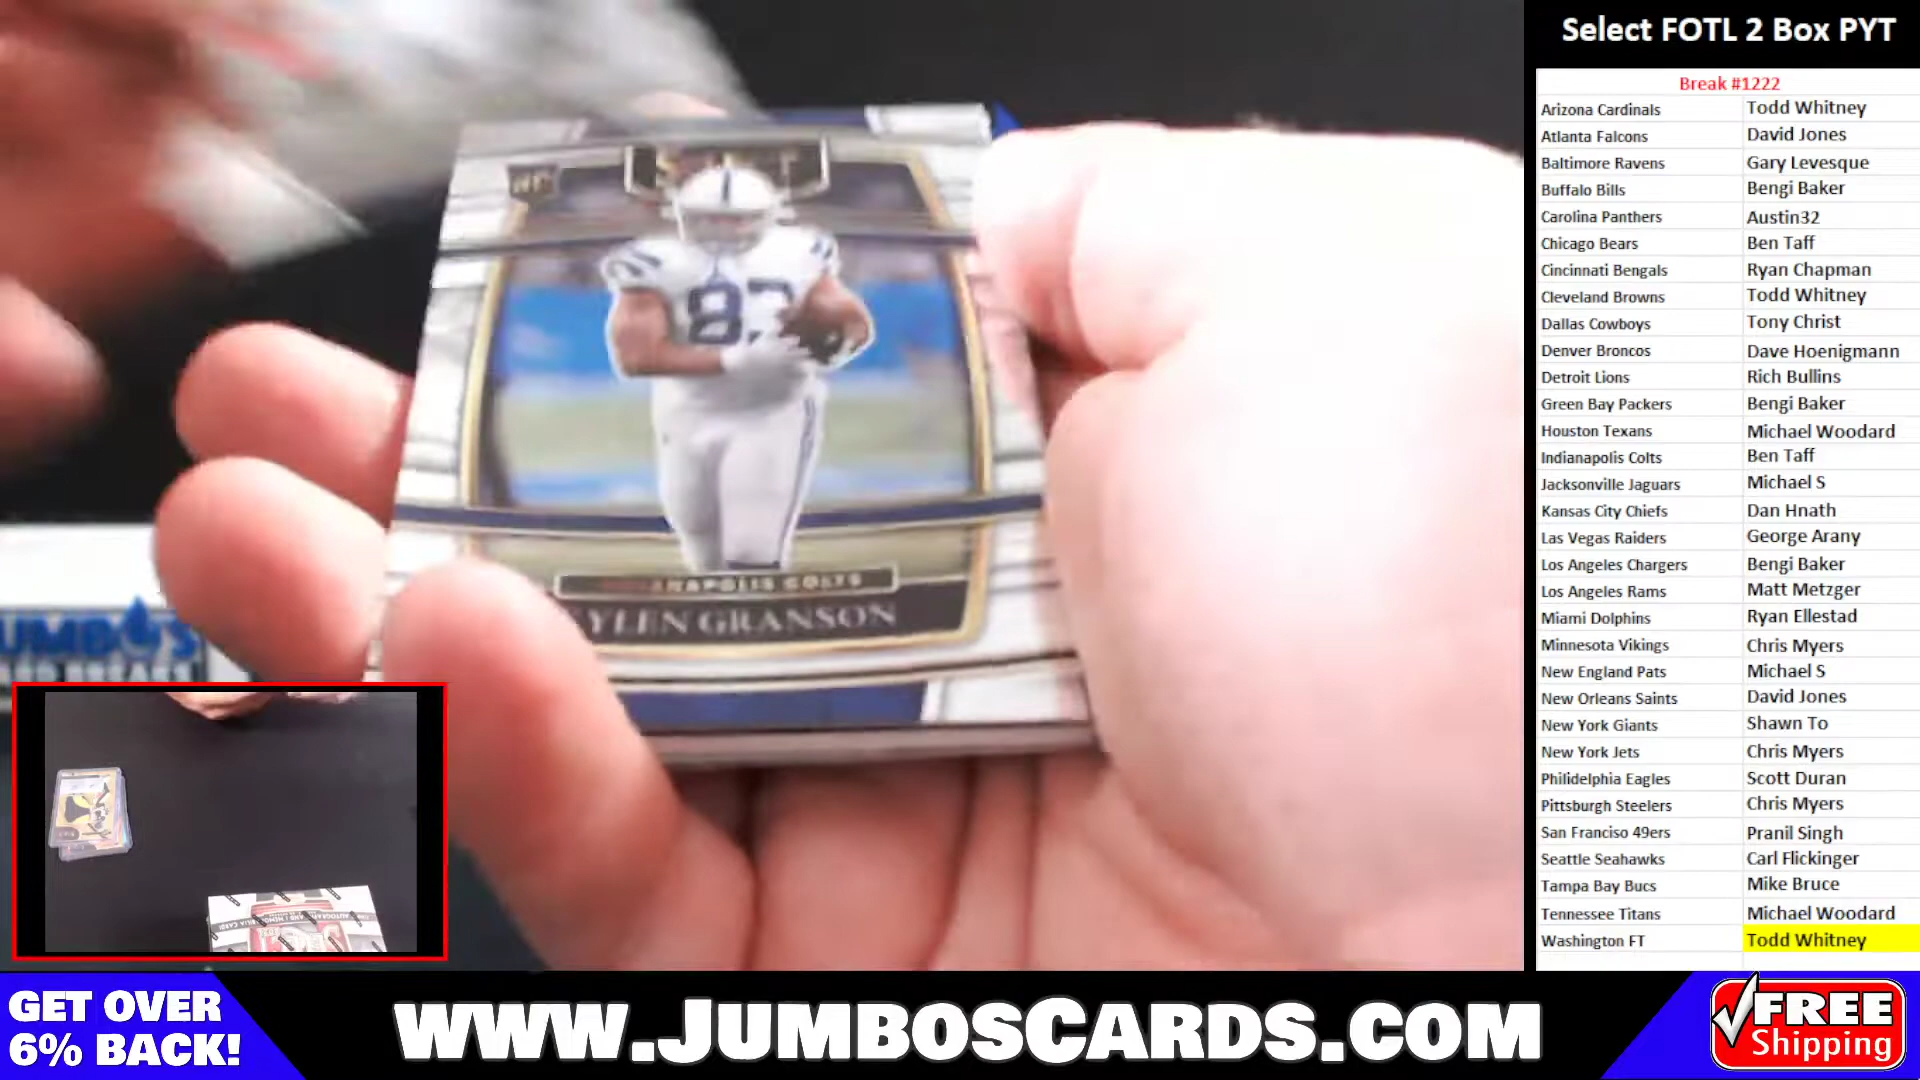 Select FOTL 2 Box PYT
Break #1222
Arizona Cardinals Todd Whitney
Atlanta Falcons David Jones
Baltimore Ravens Gary Levesque
Buffalo Bills Bengi Baker
Carolina Panthers Austin32
Chicago Bears Ben Taff
Cincinnati Bengals Ryan Chapman
Cleveland Browns Todd Whitney
Dallas Cowboys Tony Christ
Denver Broncos Dave Hoenigmann
Detroit Lions Rich Bullins
Green Bay Packers Bengi Baker
Houston Texans Michael Woodard
Indianapolis Colts Ben Taff
Jacksonville Jaguars Michael S
Kansas City Chiefs Dan Hnath
Las Vegas Raiders George Arany
Los Angeles Chargers Bengi Baker
Los Angeles Rams Matt Metzger
Miami Dolphins Ryan Ellestad
Minnesota Vikings Chris Myers
New England Pats Michael S
New Orleans Saints David Jones
New York Giants Shawn To
New York Jets Chris Myers
Philidelphia Eagles Scott Duran
Pittsburgh Steelers Chris Myers
San Franciso 49ers Pranil Singh
Seattle Seahawks Carl Flickinger
Tampa Bay Bucs Mike Bruce
Tennessee Titans Michael Woodard
Washington FT Todd Whitney
83
COLTS
GRANSON
GET OVER
6% BACK!
WWW.JUMBOSCARDS.COM
FREE
Shipping